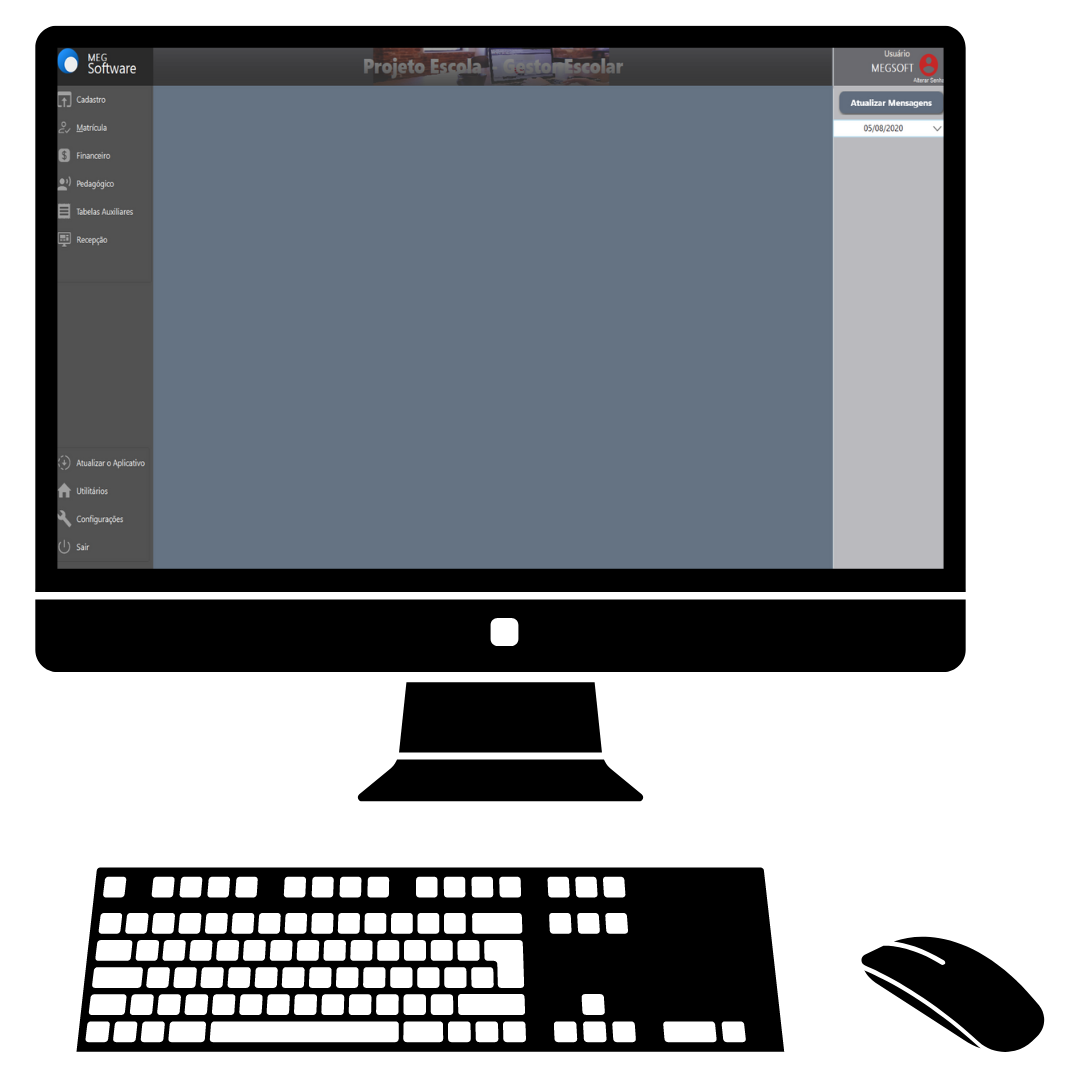 MEG
Software
Projeto Escola - Gestor Escolar
Usuário
MEGSOFT
Alterar Senha
Cadastro
Matrícula
Financeiro
Pedagógico
Tabelas Auxiliares
Recepção
Atualizar o Aplicativo
Utilitários
Configurações
Sair
Atualizar Mensagens
05/08/2020